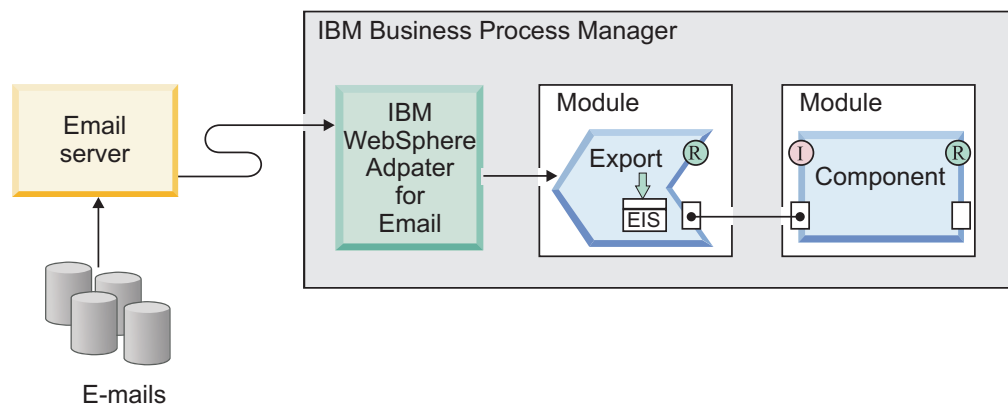 IBM Business Process Manager
Email
server
IBM
WebSphere
Adpater
for
Email
Module
Export
R
EIS
Module
I
R
Component
E-mails